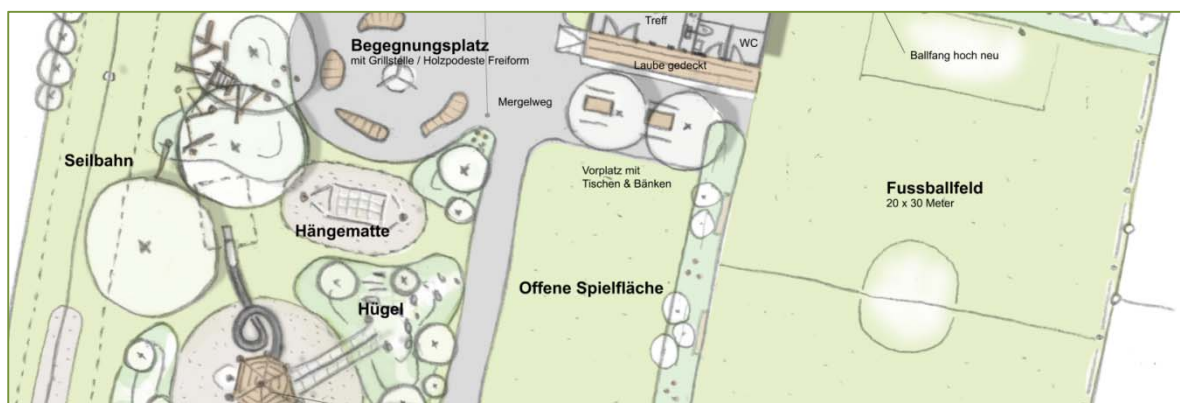 Treff
WC
Laube gedeckt
Ballfang hoch neu
Begegnungsplatz
mit Grillstelle / Holzpodeste Freiform
Mergelweg
Seilbahn
Vorplatz mit
Tischen & Bänken
Fussballfeld
20 x 30 Meter
Hängematte
Offene Spielfläche
Hügel